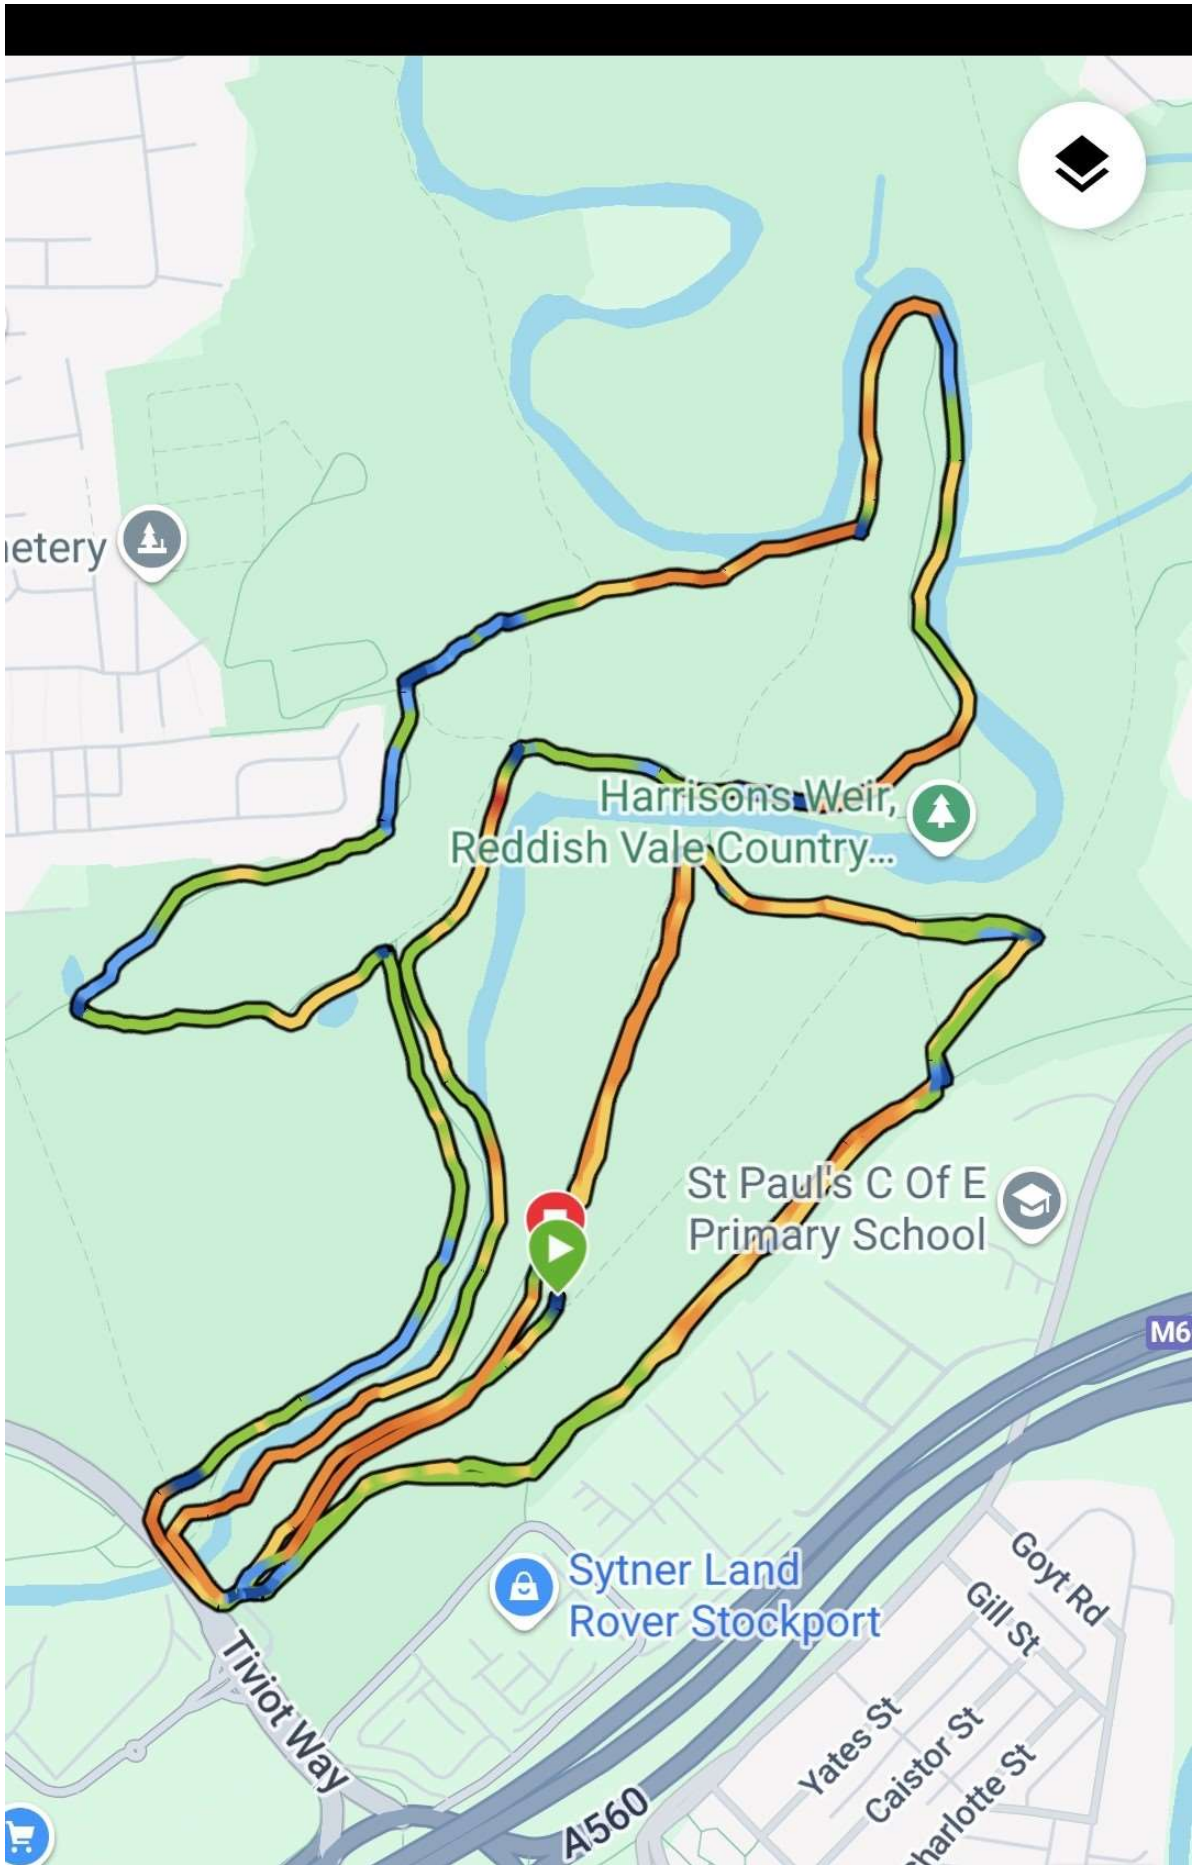 etery
Harrisons Weir,
Reddish Vale Country...
St Paul's C Of E
Primary School
M6
Sytner Land
Rover Stockport
Goyt Rd
Gill St
Tiviot Way
Yates St
Caistor St
harlotte St
A560